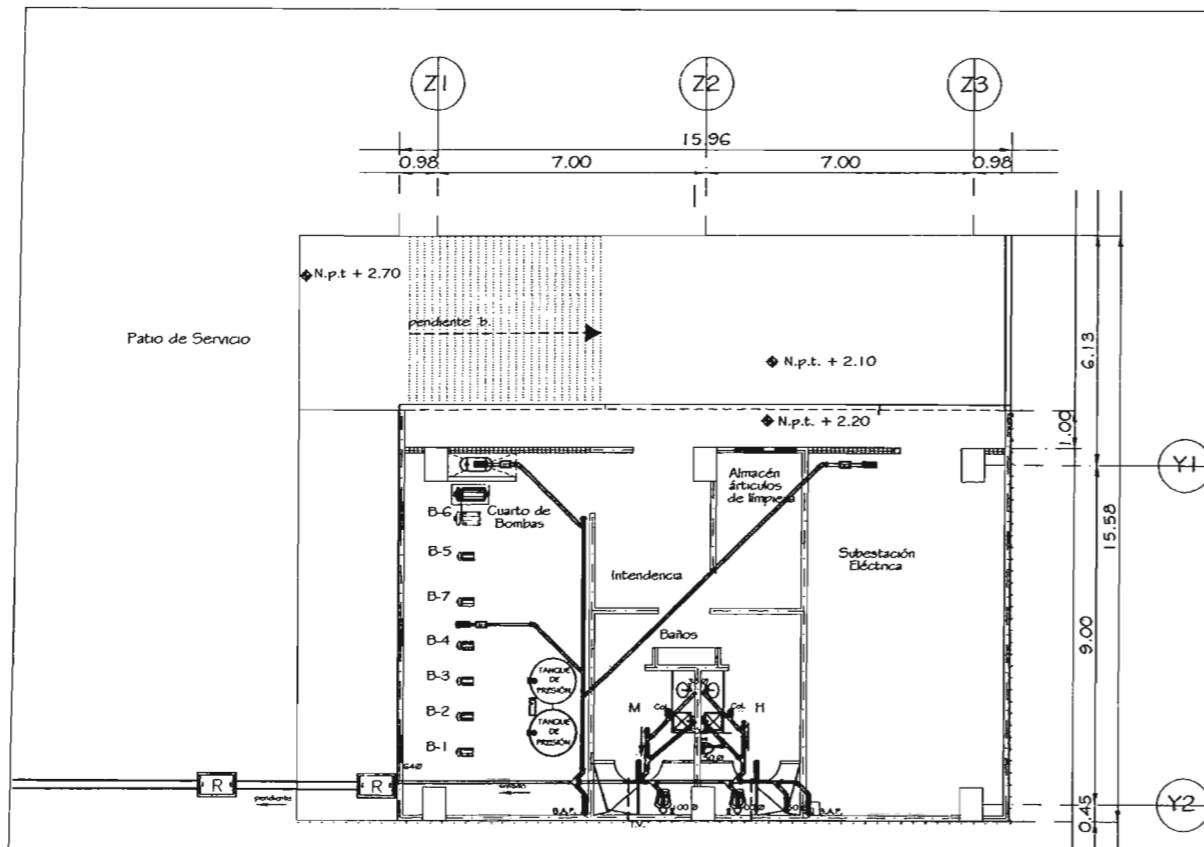 Z1
Z2
Z3
15.96
0.98
7.00
7.00
0.98
N.p.t + 2.70
Patio de Servicio
pendiente
N.p.t. + 2.10
6.13
N.p.t. + 2.20
1.00
Y1
Almacén
árticulos
de limpieza
B-6
Cuarto de
Bombas
15.58
B-5
Subestación
Eléctrica
Intendencia
B-7
Baños
B-4
9.00
TANQUE
DE
PRESIÓN
B-3
M
Col.
Col.
H
B-2
TANQUE
DE
PRESIÓN
B-1
R
R
pendiente
B.A.P.
B.A.P.
T.V.
Y2
0.45